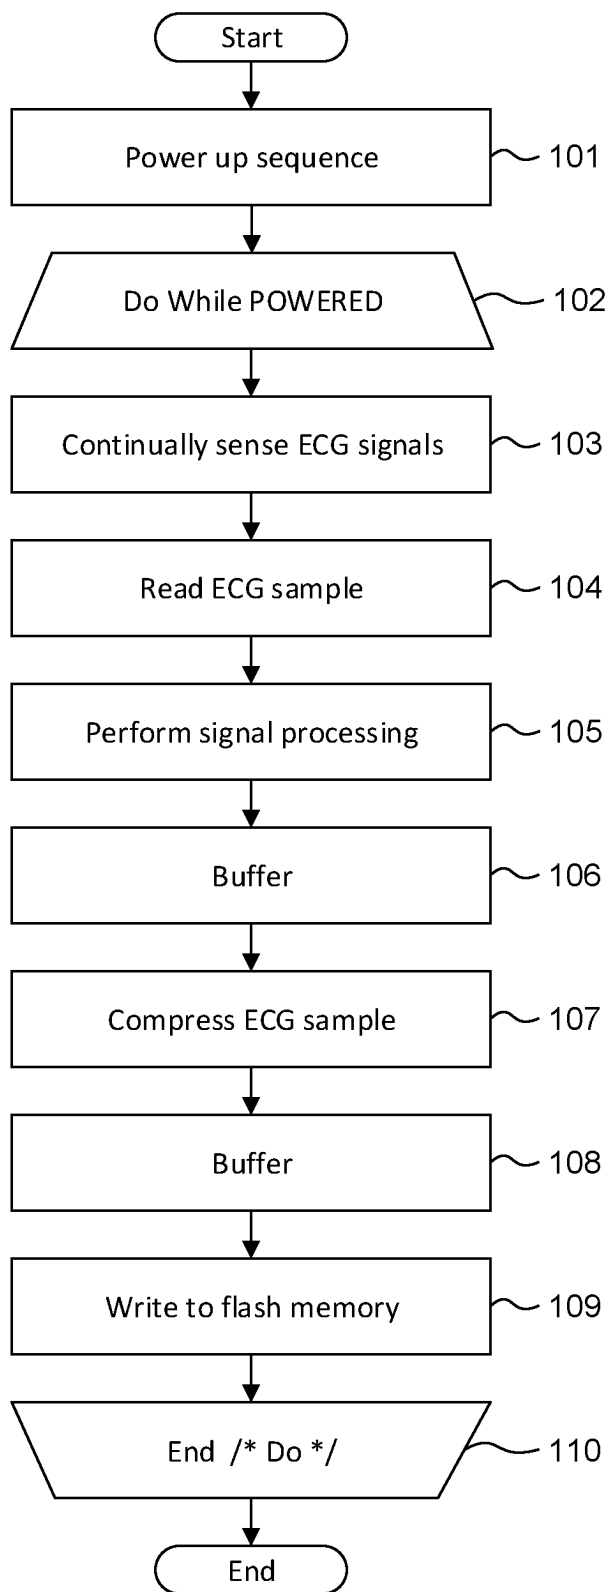 Start
Power up sequence
101
Do While POWERED
102
Continually sense ECG signals
103
Read ECG sample
104
Perform signal processing
105
Buffer
106
Compress ECG sample
107
Buffer
108
Write to flash memory
109
End /* Do */
110
End